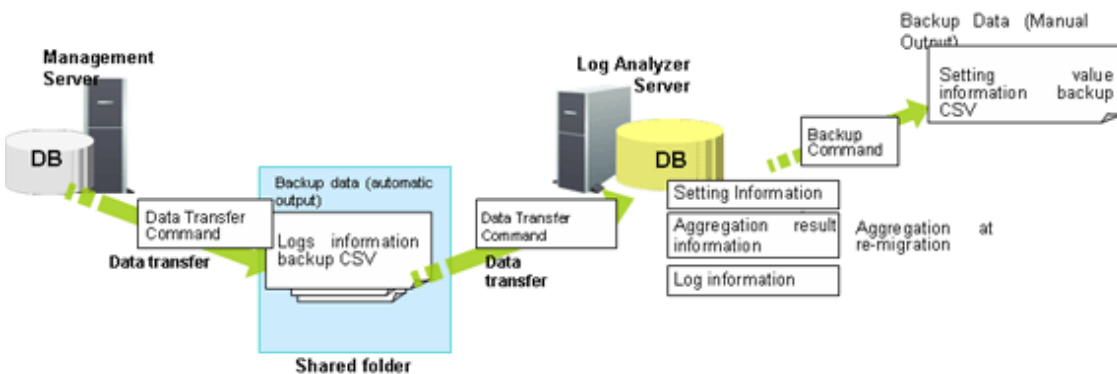 Management
Server
DB
Data Transfer
Command
Data transfer
Backup data (automatic
output)
Logs information
backup CSV
Shared folder
Data Transfer
Command
Data
transfer
Log Analyzer
Server
DB
Setting Information
Aggregation result
information
Log information
Aggregation at
re-migration
Backup
Command
Backup Data (Manual
Output)
Setting value
information backup
CSV